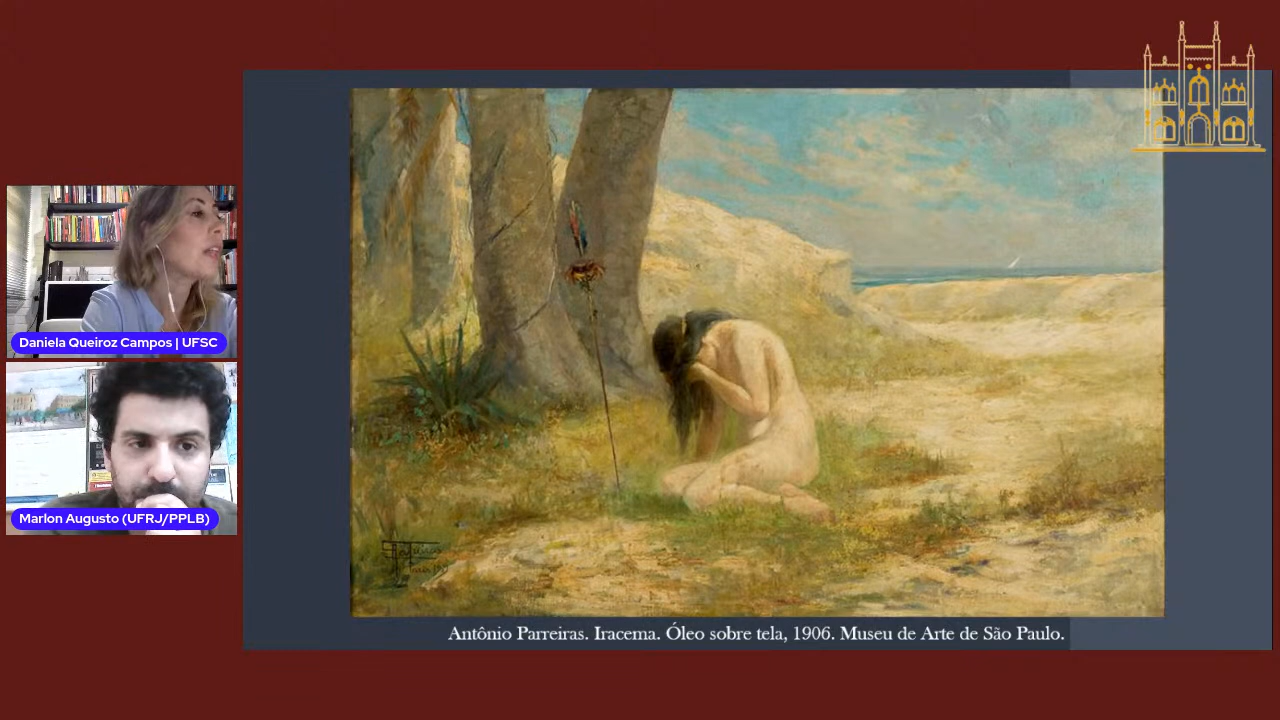 Daniela Queiroz Campos | UFSC
Marlon Augusto (UFRJ/PPLB)
Antônio Parreiras. Iracema. Óleo sobre tela, 1906. Museu de Arte de São Paulo.